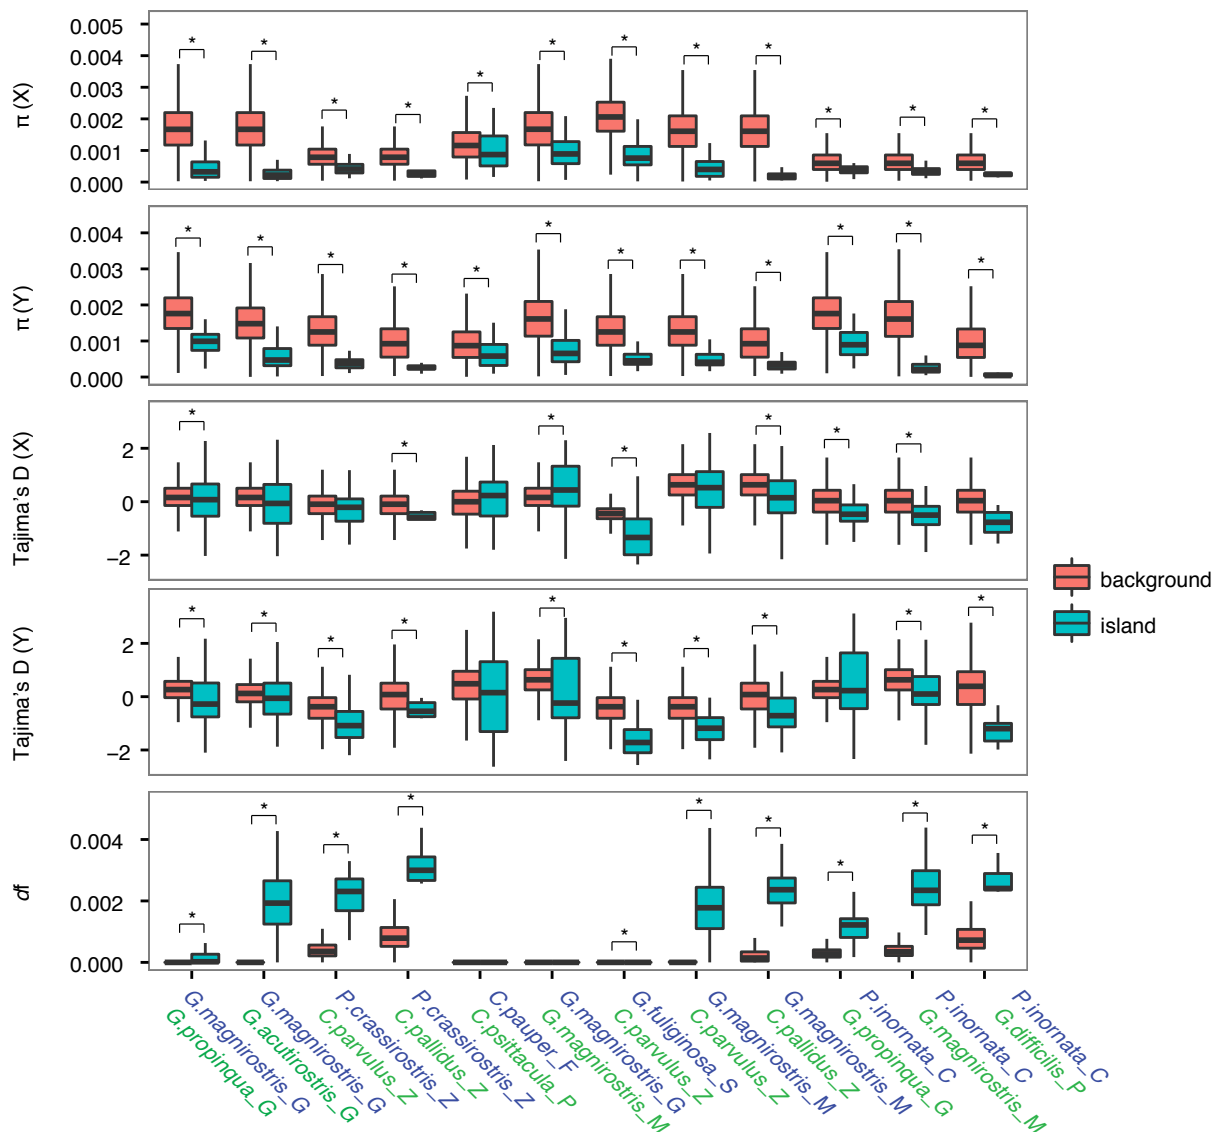 π (X)
0.005
0.004
0.003
0.002
0.001
0.000
* * * * * * * * * * * *
π (Y)
0.004
0.003
0.002
0.001
0.000
* * * * * * * * * * * *
Tajima's D (X)
2
0
−2
* * * * * * *
Tajima's D (Y)
2
0
−2
* * * * * * * * * *
df
0.004
0.002
0.000
* * * * * * * * * *
background
island
G.magnirostris_G
G.propinqua_G
G.magnirostris_G
G.acutirostris_G
P.crassirostris_Z
C.parvulus_Z
P.crassirostris_Z
C.pallidus_Z
C.pauper_F
C.psittacula_P
G.magnirostris_G
G.magnirostris_M
G.fuliginosa_S
C.parvulus_Z
G.magnirostris_M
C.parvulus_Z
G.magnirostris_M
C.pallidus_Z
P.inornata_C
G.propinqua_G
P.inornata_C
G.magnirostris_M
P.inornata_C
G.difficilis_P